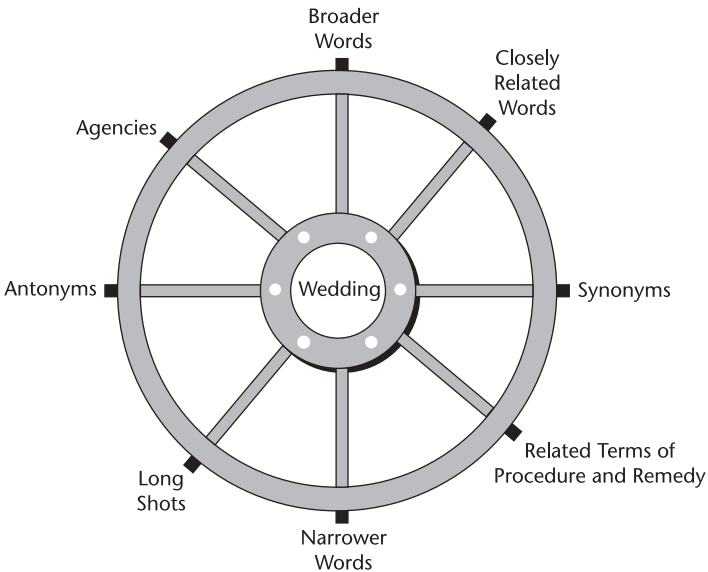 Broader
Words
Closely
Related
Words
Agencies
Antonyms
Wedding
Synonyms
Related Terms of
Procedure and Remedy
Long
Shots
Narrower
Words